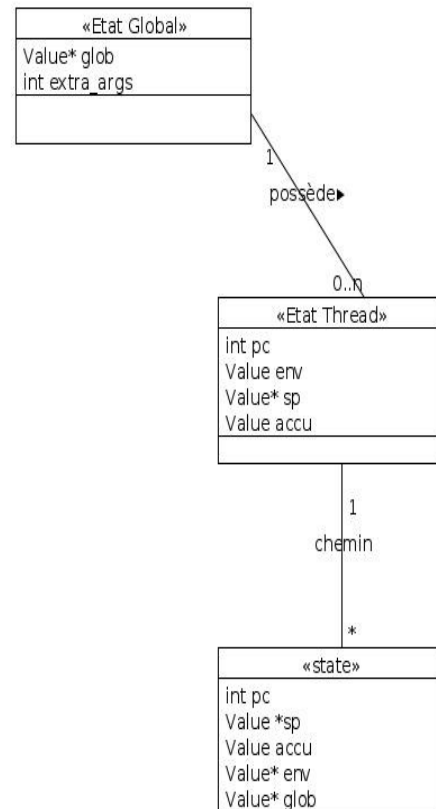 «Etat Global»
Value* glob
int extra_args
1
possède▶
0..n
«Etat Thread»
int pc
Value env
Value* sp
Value accu
1
chemin
*
«state»
int pc
Value *sp
Value accu
Value* env
Value* glob